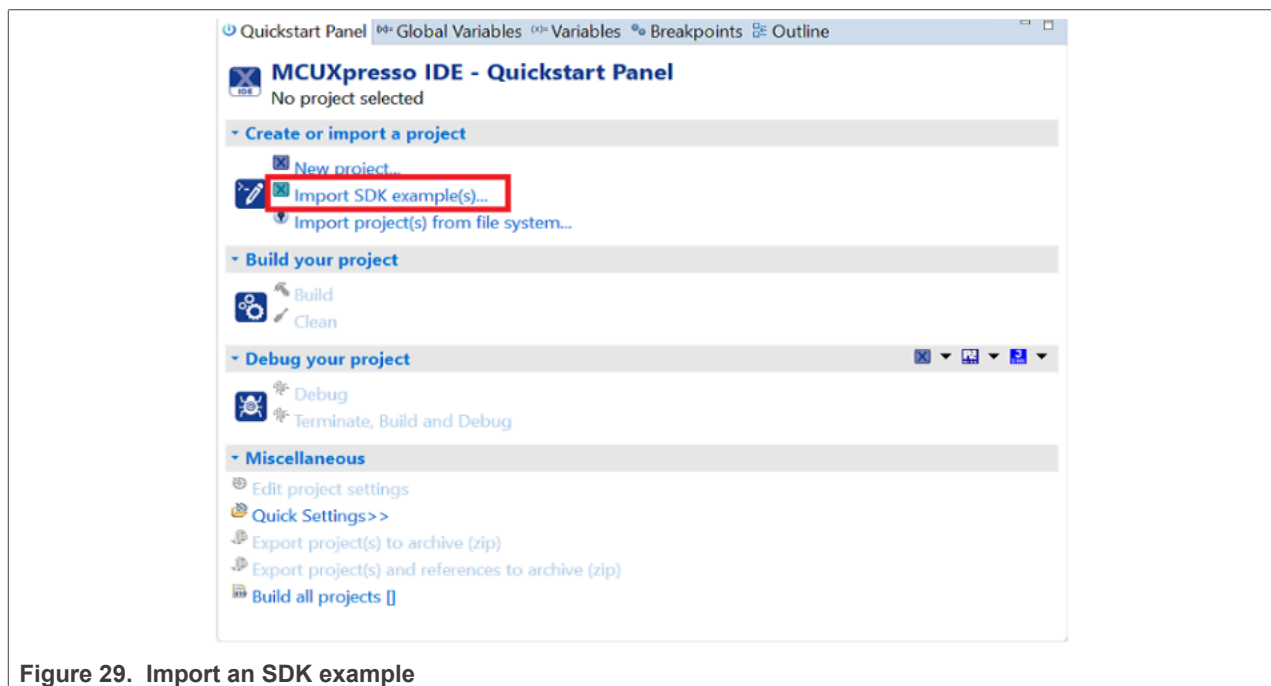 Quickstart Panel (x)= Global Variables (x)= Variables Breakpoints Outline
MCUXpresso IDE - Quickstart Panel
IDE
No project selected
Create or import a project
New project...
Import SDK example(s)...
Import project(s) from file system...
Build your project
Build
Clean
Debug your project
Debug
Terminate, Build and Debug
Miscellaneous
Edit project settings
Quick Settings>>
Export project(s) to archive (zip)
Export project(s) and references to archive (zip)
Build all projects []
Figure 29. Import an SDK example